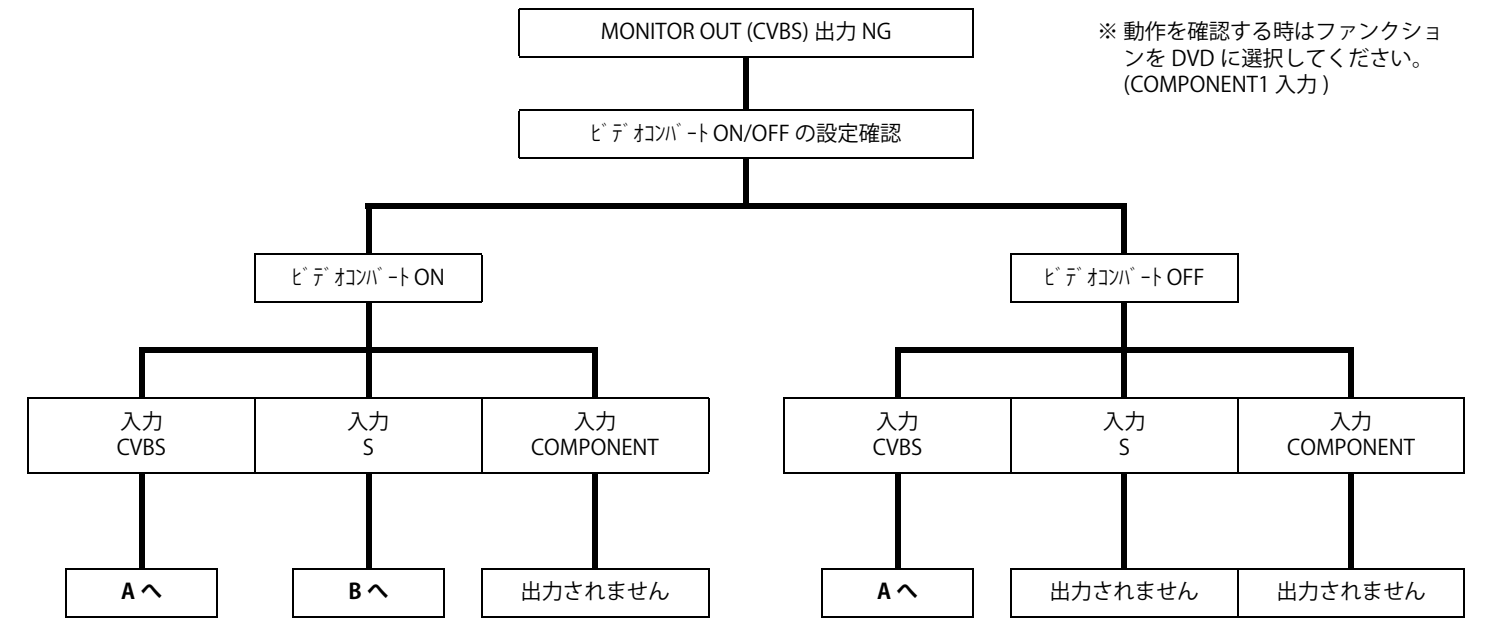 MONITOR OUT (CVBS) 出力 NG
※ 動作を確認する時はファンクショ
ンを DVD に選択してください。
(COMPONENT1 入力 )
ﾋﾞﾃﾞｵｺﾝﾊﾞｰﾄ ON/OFF の設定確認
ﾋﾞﾃﾞｵｺﾝﾊﾞｰﾄ ON
ﾋﾞﾃﾞｵｺﾝﾊﾞｰﾄ OFF
入力
CVBS
入力
S
入力
COMPONENT
入力
CVBS
入力
S
入力
COMPONENT
A へ
B へ
出力されません
A へ
出力されません
出力されません